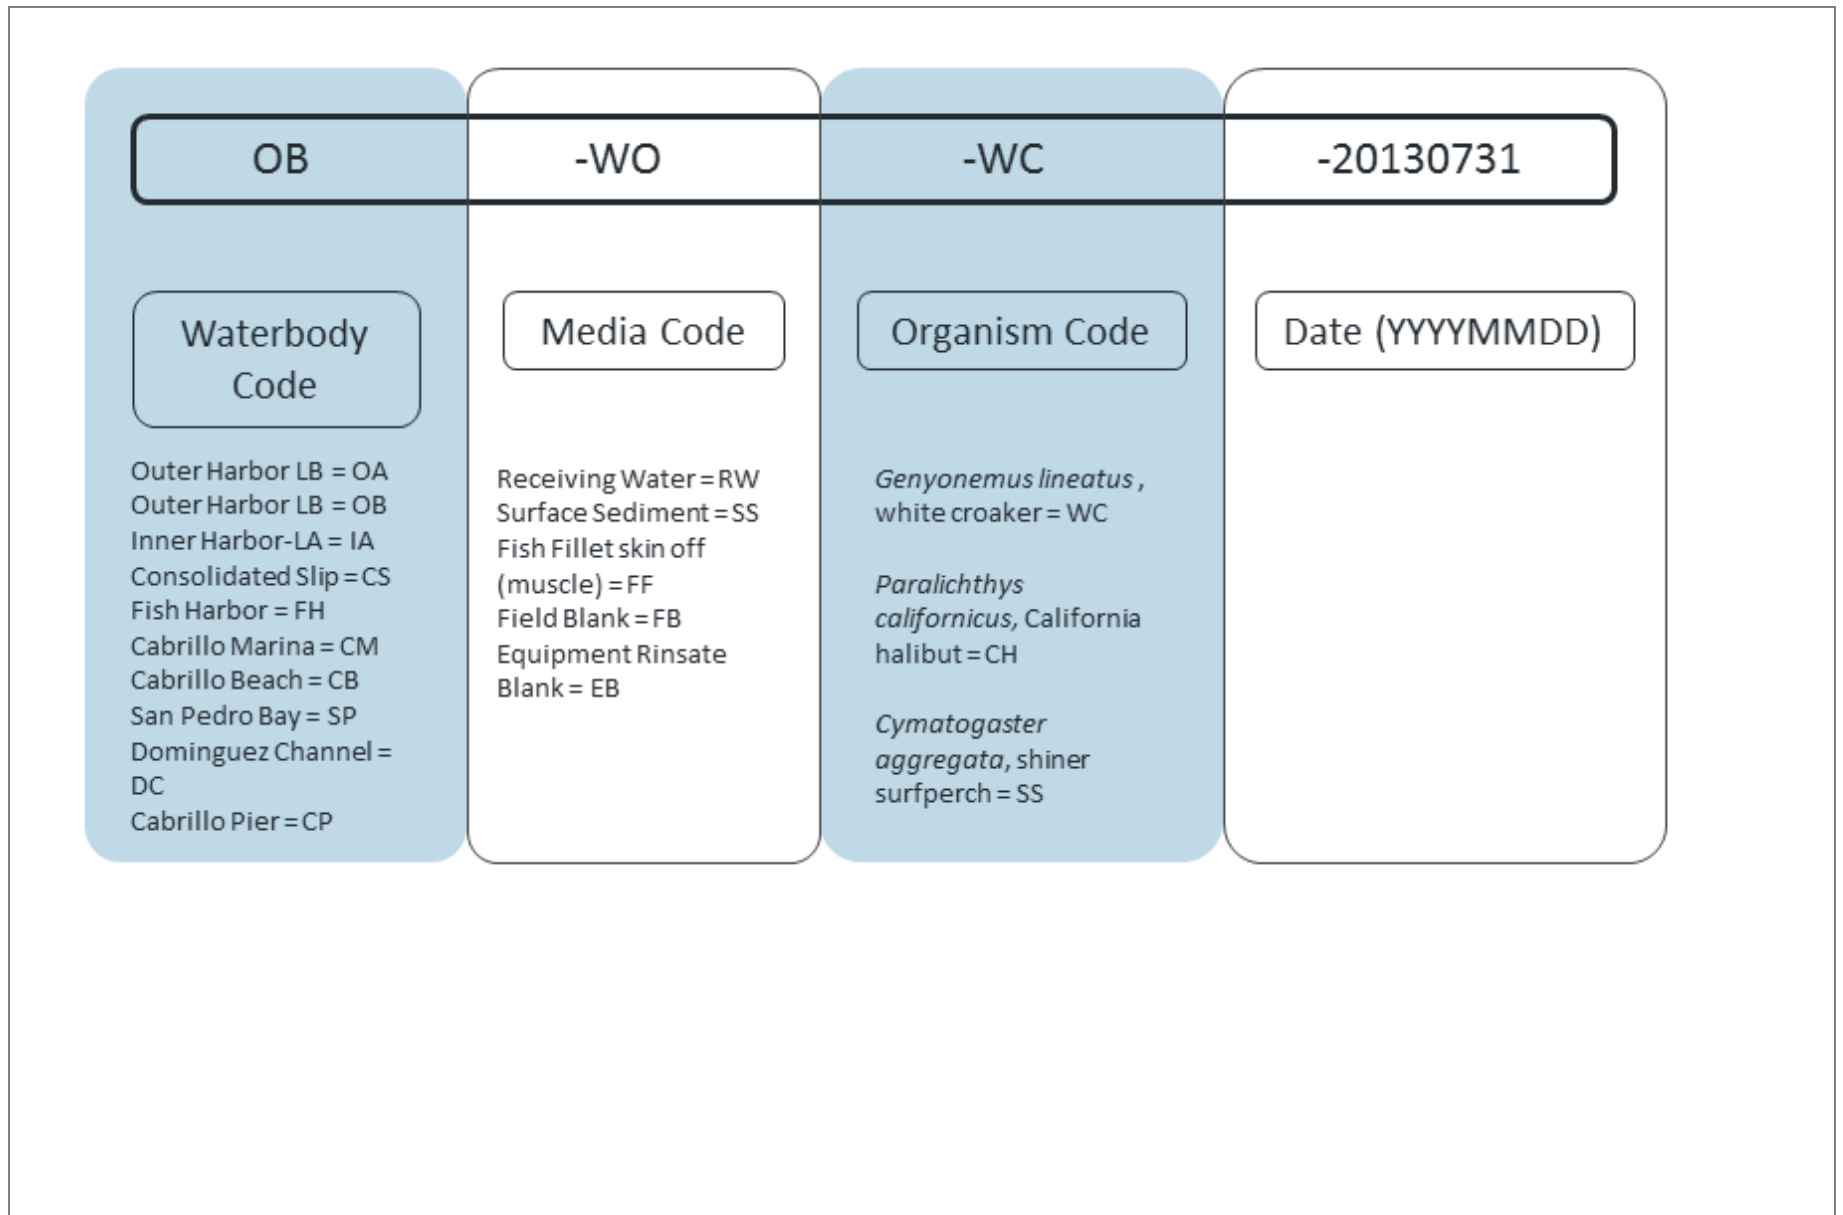 OB -WO -WC -20130731
Waterbody
Code
Outer Harbor LB = OA
Outer Harbor LB = OB
Inner Harbor-LA = IA
Consolidated Slip = CS
Fish Harbor = FH
Cabrillo Marina = CM
Cabrillo Beach = CB
San Pedro Bay = SP
Dominguez Channel =
DC
Cabrillo Pier = CP
Media Code
Receiving Water = RW
Surface Sediment = SS
Fish Fillet skin off
(muscle) = FF
Field Blank = FB
Equipment Rinsate
Blank = EB
Organism Code
Genyonemus lineatus ,
white croaker = WC
Paralichthys
californicus, California
halibut = CH
Cymatogaster
aggregata, shiner
surfperch = SS
Date (YYYYMMDD)